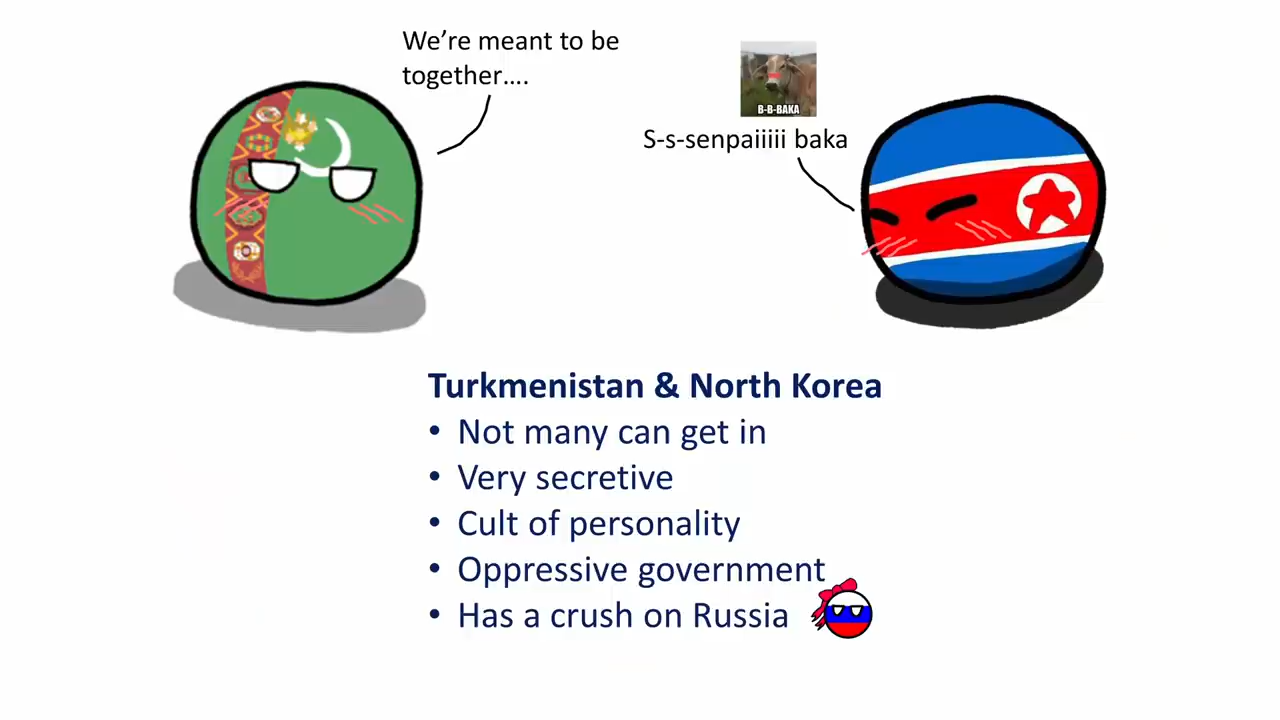 We’re meant to be
together....
B-B-BAKA
S-s-senpaiiiii baka
Turkmenistan & North Korea
• Not many can get in
• Very secretive
• Cult of personality
• Oppressive government
• Has a crush on Russia